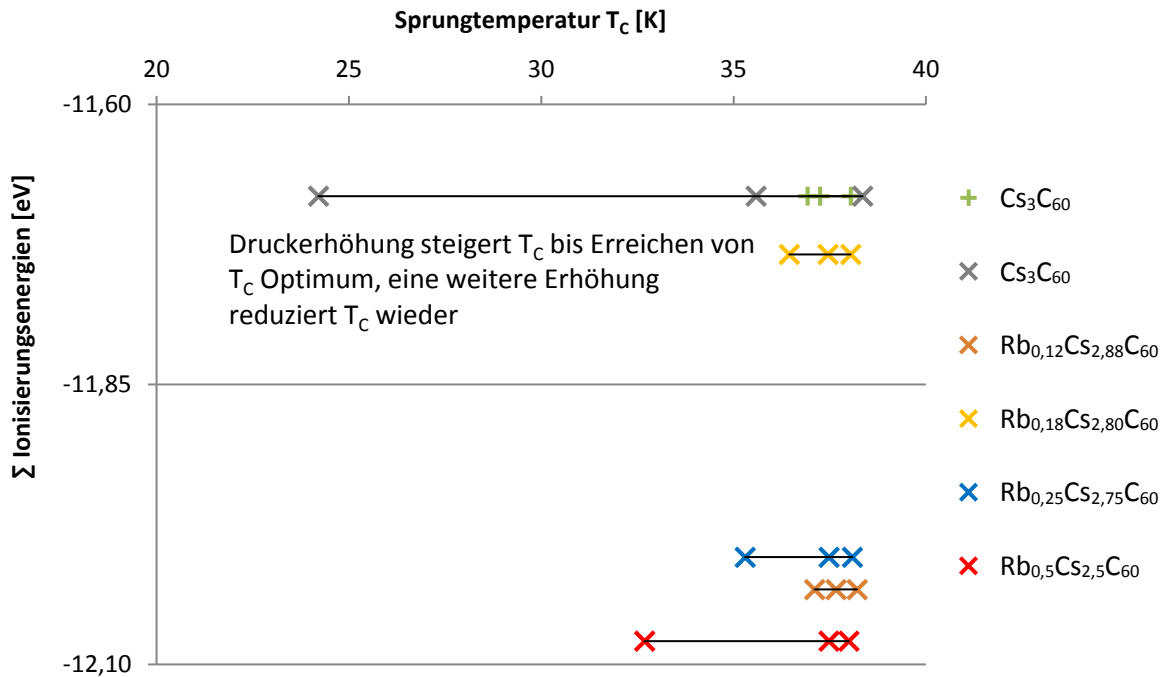 Sprungtemperatur T_C [K]
20 25 30 35 40
-11,60
-11,85
-12,10
∑ Ionisierungsenergien [eV]
Druckerhöhung steigert T_C bis Erreichen von
T_C Optimum, eine weitere Erhöhung
reduziert T_C wieder
Cs₃C₆₀
Cs₃C₆₀
Rb₀,₁₂Cs₂,₈₈C₆₀
Rb₀,₁₈Cs₂,₈₀C₆₀
Rb₀,₂₅Cs₂,₇₅C₆₀
Rb₀,₅Cs₂,₅C₆₀